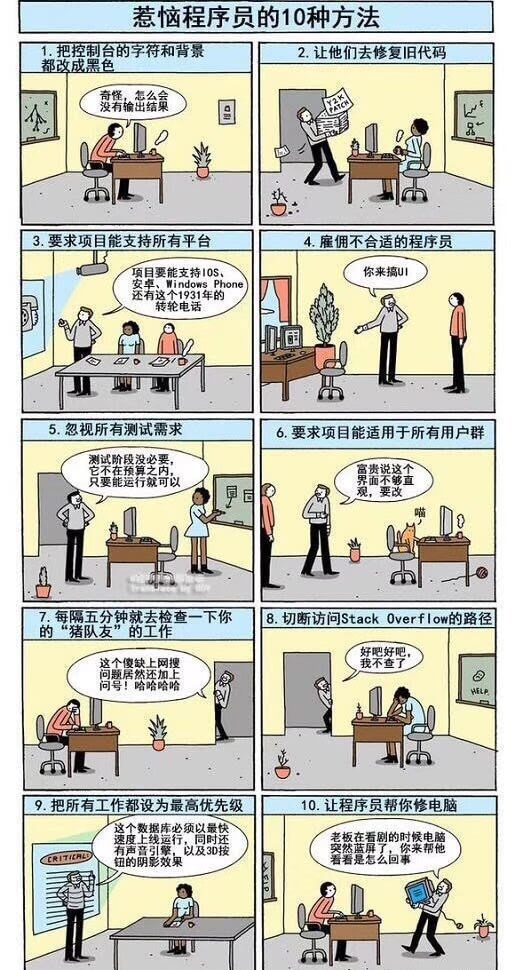 惹恼程序员的10种方法
1. 把控制台的字符和背景
都改成黑色
奇怪，怎么会
没有输出结果
2. 让他们去修复旧代码
Y2K
PATCH
3. 要求项目能支持所有平台
项目要能支持IOS、
安卓、Windows Phone
还有这个1931年的
转轮电话
4. 雇佣不合适的程序员
你来搞UI
5. 忽视所有测试需求
测试阶段没必要，
它不在预算之内，
只要能运行就可以
6. 要求项目能适用于所有用户群
富贵说这个
界面不够直
观，要改
喵
7. 每隔五分钟就去检查一下你
的“猪队友”的工作
这个傻缺上网搜
问题居然还加上
问号！哈哈哈哈
8. 切断访问Stack Overflow的路径
好吧好吧，
我不查了
HELP
9. 把所有工作都设为最高优先级
这个数据库必须以最快
速度上线运行，同时还
有声音引擎，以及3D按
钮的阴影效果
CRITICAL!
10. 让程序员帮你修电脑
老板在看剧的时候电脑
突然蓝屏了，你来帮他
看看是怎么回事